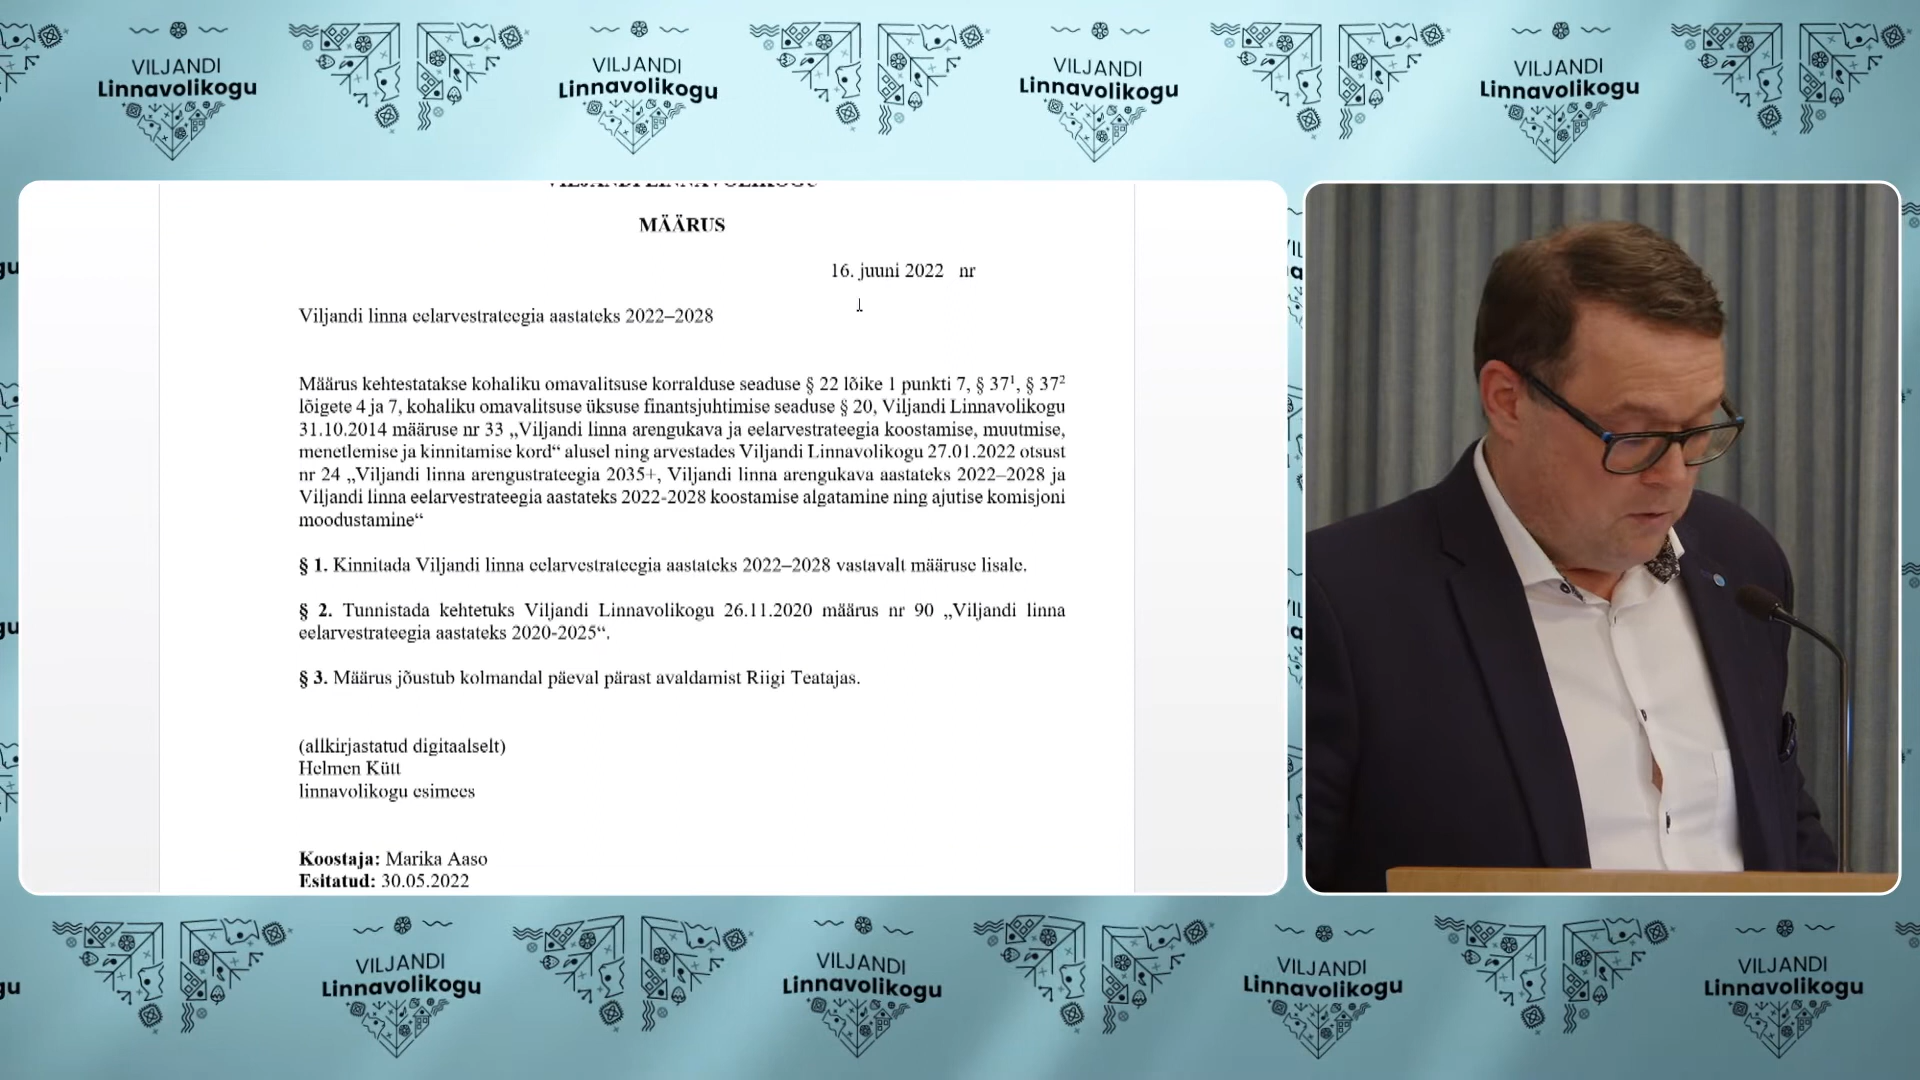 VILJANDI
Linnavolikogu
VILJANDI
Linnavolikogu
VILJANDI
Linnavolikogu
VILJANDI
Linnavolikogu
VILJANDI LINNAVOLIKOGU
MÄÄRUS
16. juuni 2022 nr
Viljandi linna eelarvestrateegia aastateks 2022–2028
Määrus kehtestatakse kohaliku omavalitsuse korralduse seaduse § 22 lõike 1 punkti 7, § 37¹, § 37²
lõigete 4 ja 7, kohaliku omavalitsuse üksuse finantsjuhtimise seaduse § 20, Viljandi Linnavolikogu
31.10.2014 määruse nr 33 „Viljandi linna arengukava ja eelarvestrateegia koostamise, muutmise,
menetlemise ja kinnitamise kord“ alusel ning arvestades Viljandi Linnavolikogu 27.01.2022 otsust
nr 24 „Viljandi linna arengustrateegia 2035+, Viljandi linna arengukava aastateks 2022–2028 ja
Viljandi linna eelarvestrateegia aastateks 2022-2028 koostamise algatamine ning ajutise komisjoni
moodustamine“
§ 1. Kinnitada Viljandi linna eelarvestrateegia aastateks 2022–2028 vastavalt määruse lisale.
§ 2. Tunnistada kehtetuks Viljandi Linnavolikogu 26.11.2020 määrus nr 90 „Viljandi linna
eelarvestrateegia aastateks 2020-2025“.
§ 3. Määrus jõustub kolmandal päeval pärast avaldamist Riigi Teatajas.
(allkirjastatud digitaalselt)
Helmen Kütt
linnavolikogu esimees
Koostaja: Marika Aaso
Esitatud: 30.05.2022
VILJANDI
Linnavolikogu
VILJANDI
Linnavolikogu
VILJANDI
Linnavolikogu
VILJANDI
Linnavolikogu